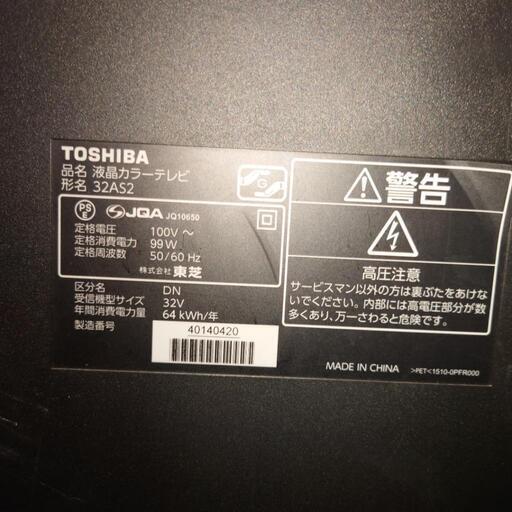 TOSHIBA
品名 液晶カラーテレビ
形名 32AS2
G
PS
E
JQA JQ10650
定格電圧 100V ～
定格消費電力 99W
定格周波数 50/60 Hz
株式会社 東芝
区分名 DN
受信機型サイズ 32V
年間消費電力量 64 kWh/年
製造番号 40140420
警告
高圧注意
サービスマン以外の方は裏ぶたをあけな
いでください。内部には高電圧部分が数
多くあり、万一さわると危険です。
MADE IN CHINA
>PET<1510-0PFR000